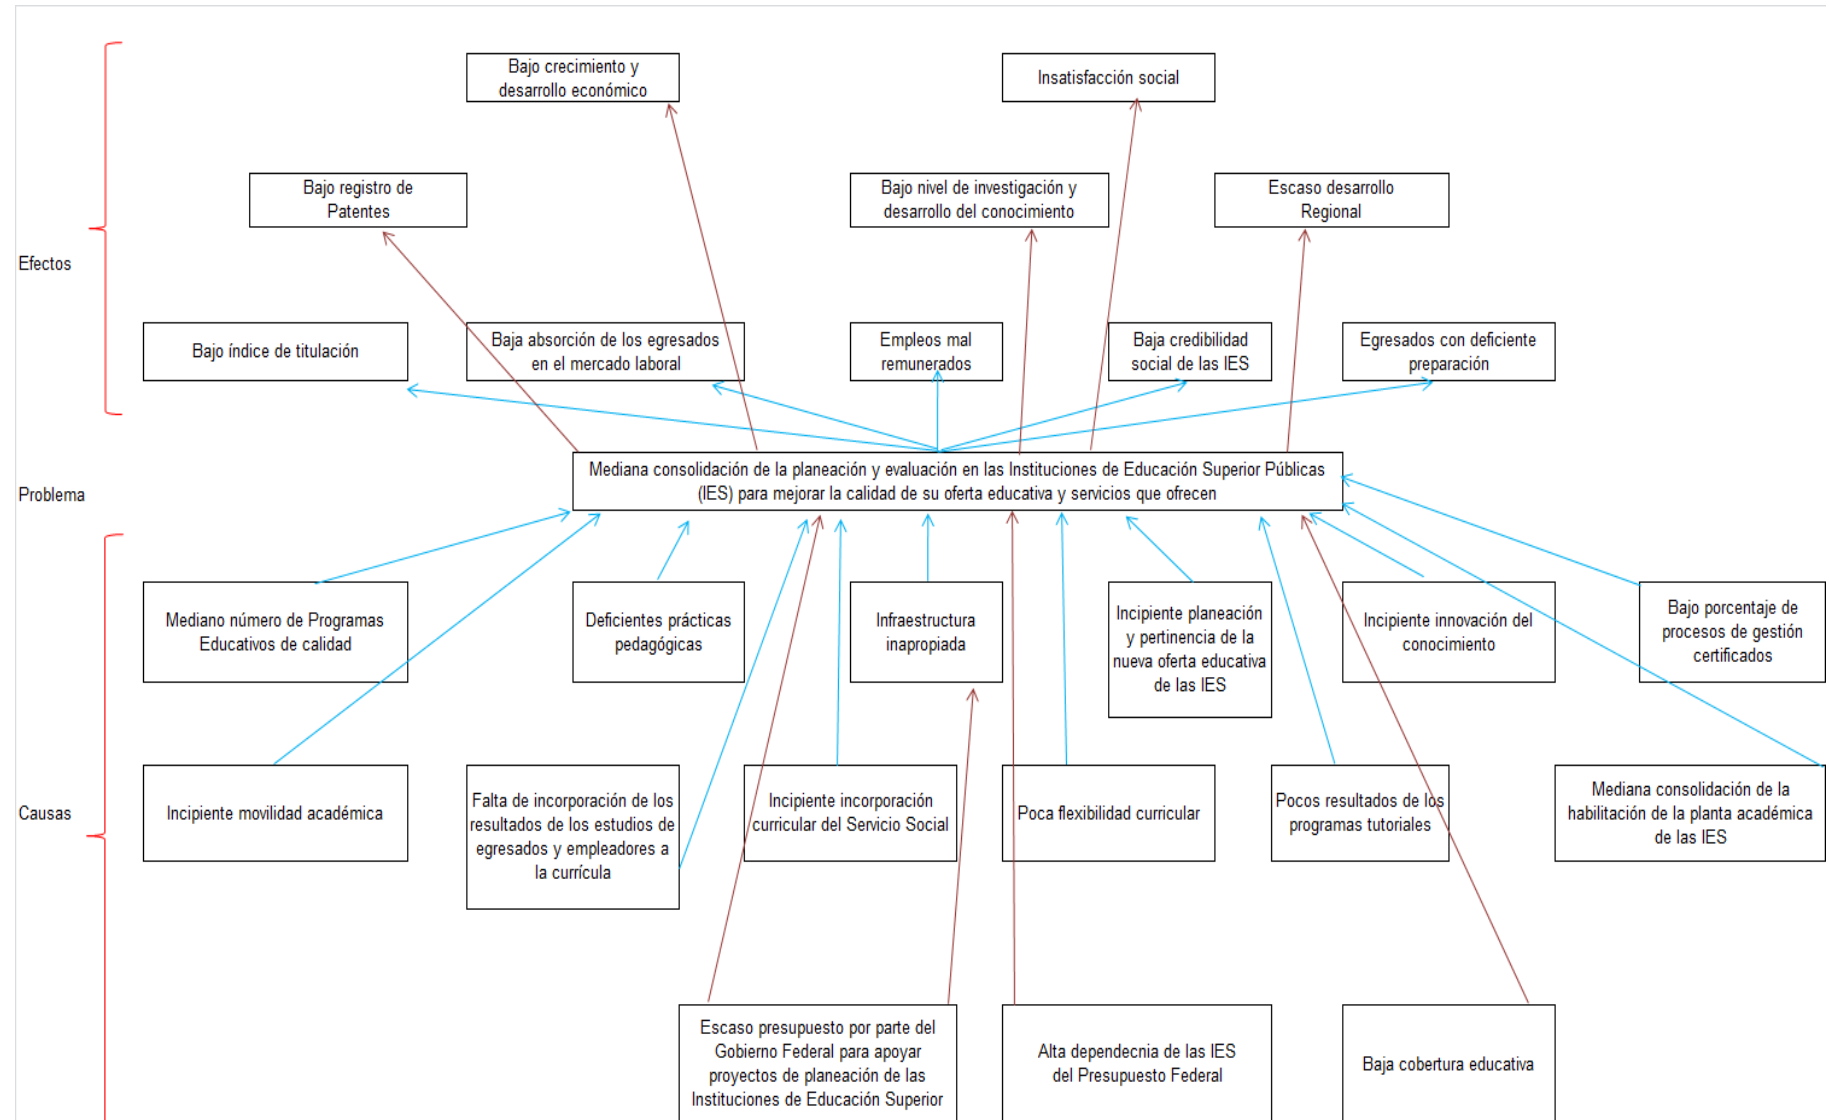 Bajo crecimiento y
desarrollo económico
Insatisfacción social
Bajo registro de
Patentes
Bajo nivel de investigación y
desarrollo del conocimiento
Escaso desarrollo
Regional
Efectos
Bajo índice de titulación
Baja absorción de los egresados
en el mercado laboral
Empleos mal
remunerados
Baja credibilidad
social de las IES
Egresados con deficiente
preparación
Problema
Mediana consolidación de la planeación y evaluación en las Instituciones de Educación Superior Públicas
(IES) para mejorar la calidad de su oferta educativa y servicios que ofrecen
Mediano número de Programas
Educativos de calidad
Deficientes prácticas
pedagógicas
Infraestructura
inapropiada
Incipiente planeación
y pertinencia de la
nueva oferta educativa
de las IES
Incipiente innovación del
conocimiento
Bajo porcentaje de
procesos de gestión
certificados
Causas
Incipiente movilidad académica
Falta de incorporación de los
resultados de los estudios de
egresados y empleadores a
la currícula
Incipiente incorporación
curricular del Servicio Social
Poca flexibilidad curricular
Pocos resultados de los
programas tutoriales
Mediana consolidación de la
habilitación de la planta académica
de las IES
Escaso presupuesto por parte del
Gobierno Federal para apoyar
proyectos de planeación de las
Instituciones de Educación Superior
Alta dependecnia de las IES
del Presupuesto Federal
Baja cobertura educativa